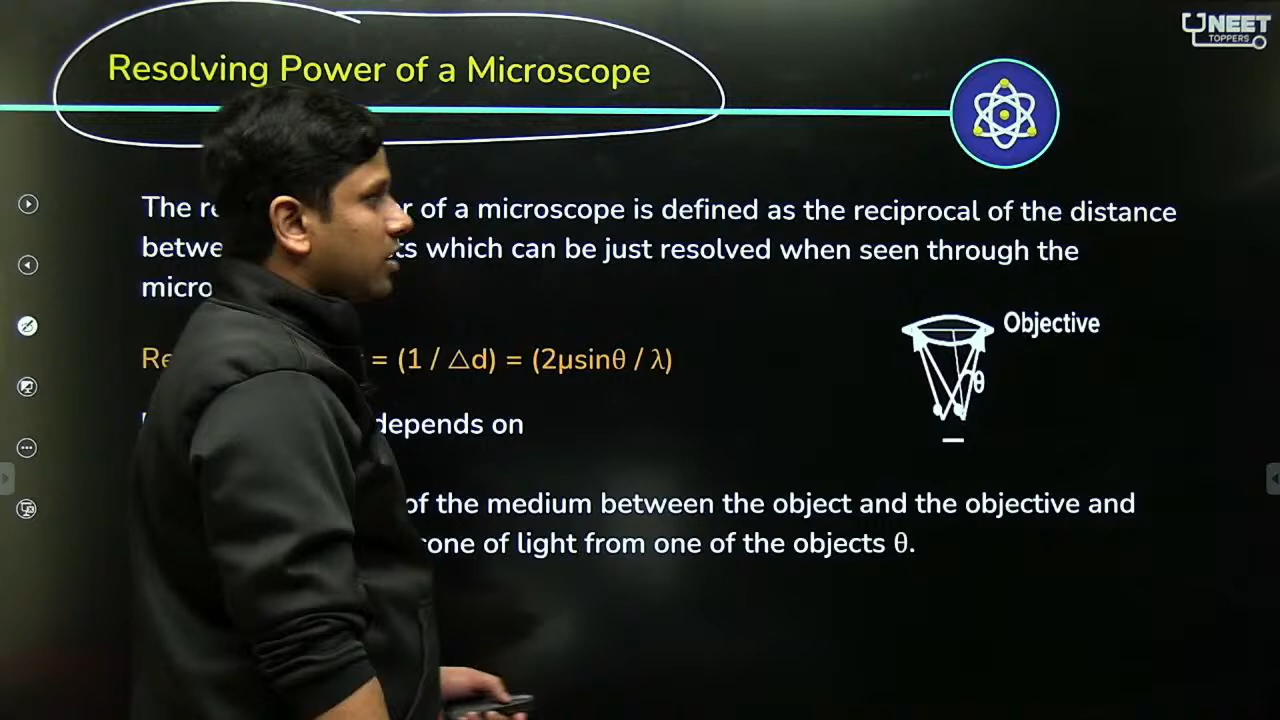 NEET
TOPPERS
Resolving Power of a Microscope
The re r of a microscope is defined as the reciprocal of the distance
betwe ts which can be just resolved when seen through the
micro
Objective
Re = (1 / △d) = (2μsinθ / λ)
θ
depends on
of the medium between the object and the objective and
cone of light from one of the objects θ.